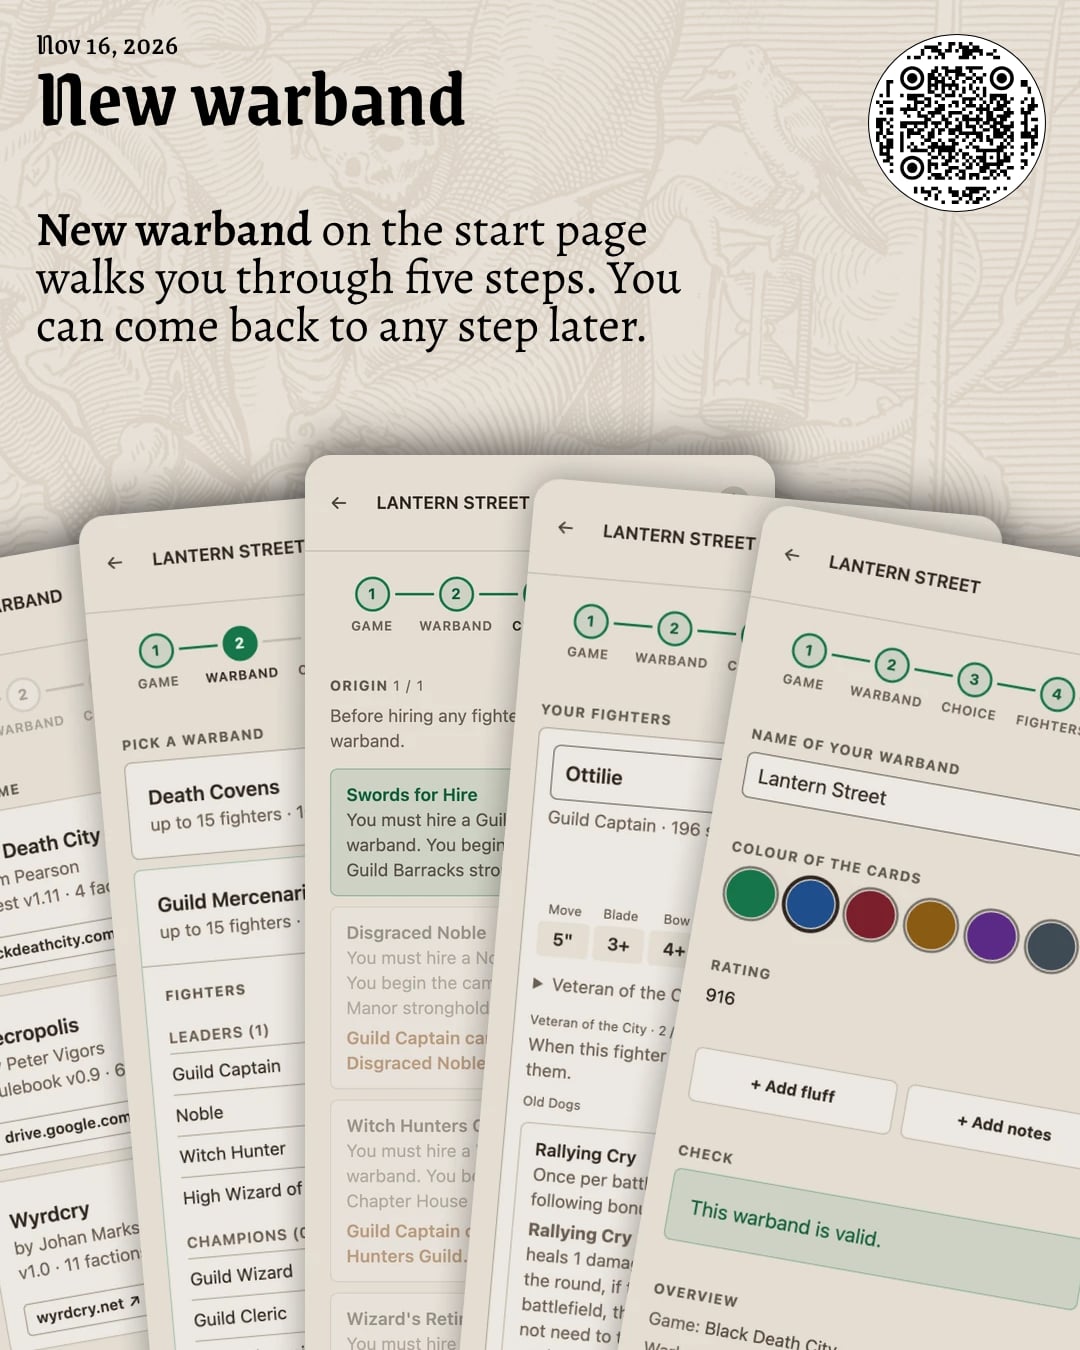 Nov 16, 2026
New warband
New warband on the start page
walks you through five steps. You
can come back to any step later.
RBAND
2
WARBAND
ME
Death City
m Pearson
est v1.11 · 4 fac
ckdeathcity.com
ecropolis
Peter Vigors
ulebook v0.9 · 6
drive.google.com
Wyrdcry
by Johan Marks
v1.0 · 11 faction
wyrdcry.net ↗
← LANTERN STREET
1 2
GAME WARBAND C
PICK A WARBAND
Death Covens
up to 15 fighters · 1
Guild Mercenari
up to 15 fighters ·
FIGHTERS
LEADERS (1)
Guild Captain
Noble
Witch Hunter
High Wizard of
CHAMPIONS (0
Guild Wizard
Guild Cleric
← LANTERN STREET
1 2
GAME WARBAND C
ORIGIN 1 / 1
Before hiring any fighte
warband.
Swords for Hire
You must hire a Guil
warband. You begin
Guild Barracks stro
Disgraced Noble
You must hire a No
You begin the cam
Manor stronghold
Guild Captain ca
Disgraced Noble
Witch Hunters G
You must hire a
warband. You be
Chapter House
Guild Captain c
Hunters Guild.
Wizard's Retin
You must hire
← LANTERN STREET
1 2
GAME WARBAND C
YOUR FIGHTERS
Ottilie
Guild Captain · 196 s
Move Blade Bow
5" 3+ 4+
▶ Veteran of the C
Veteran of the City · 2 /
When this fighter
them.
Old Dogs
Rallying Cry
Once per battl
following bonu
Rallying Cry
heals 1 dama
the round, if
battlefield, th
not need to t
← LANTERN STREET
1 2 3 4
GAME WARBAND CHOICE FIGHTERS
NAME OF YOUR WARBAND
Lantern Street
COLOUR OF THE CARDS
RATING
916
+ Add fluff + Add notes
CHECK
This warband is valid.
OVERVIEW
Game: Black Death City